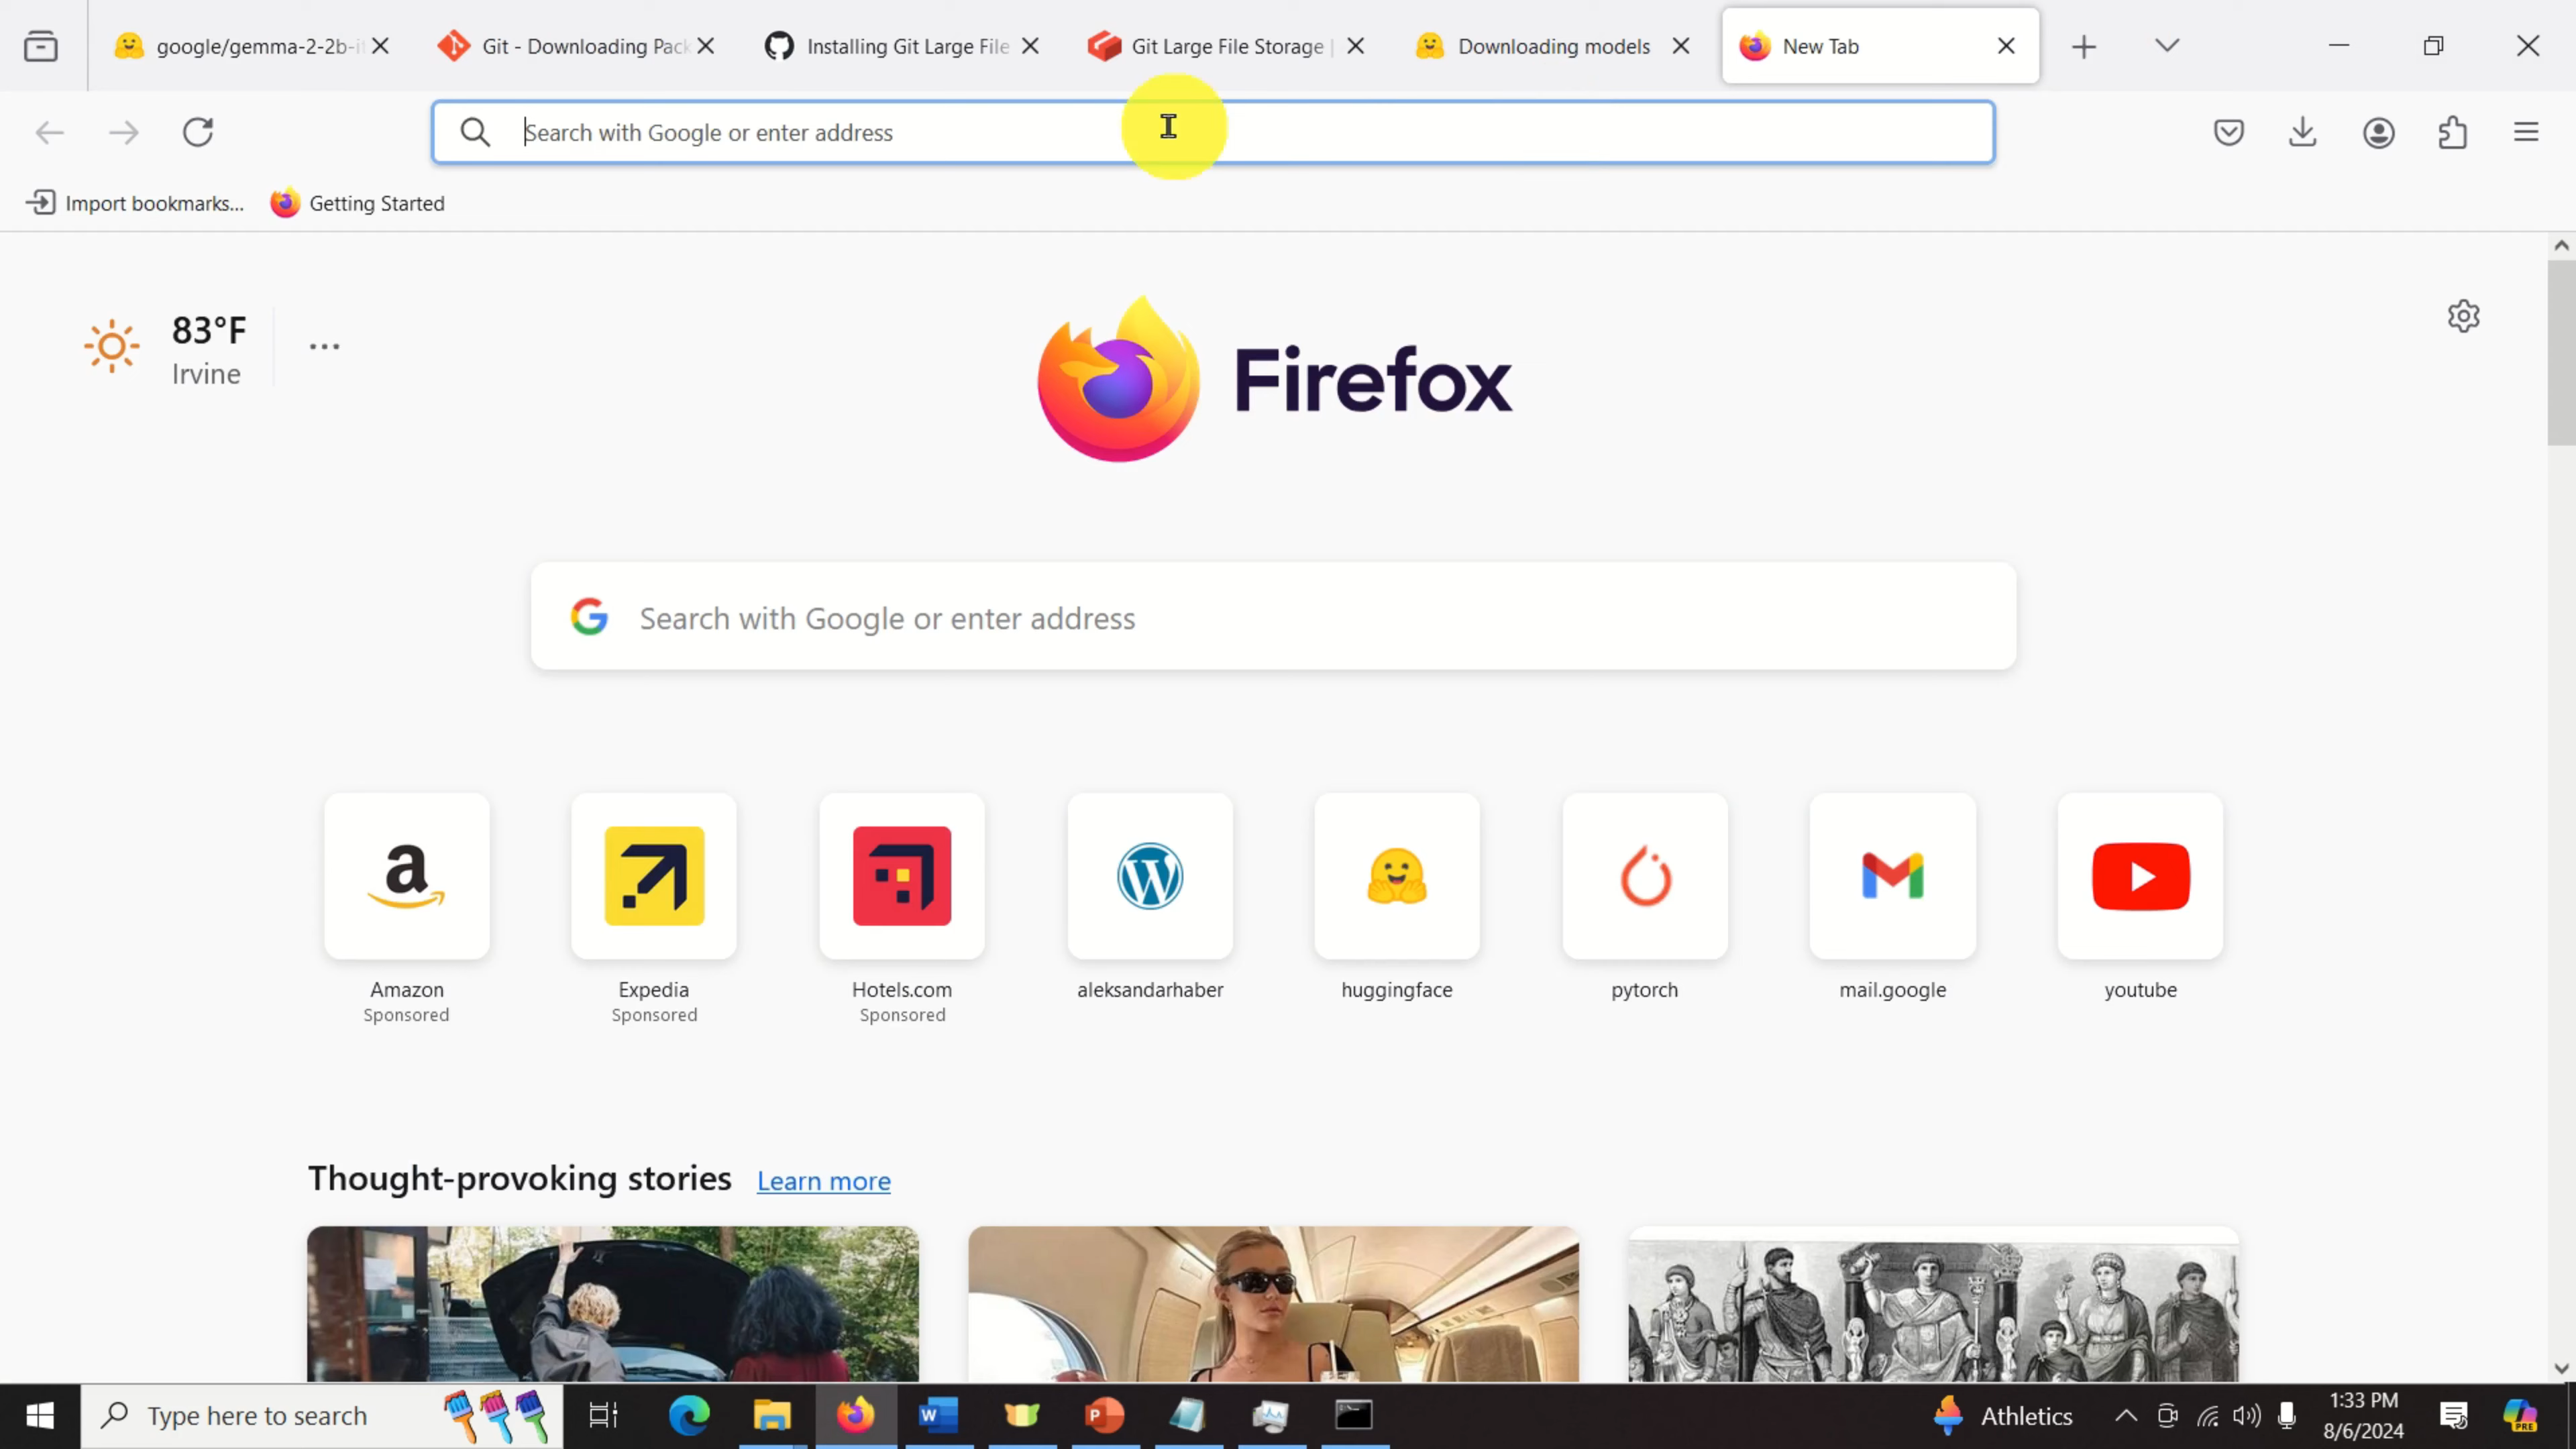 google/gemma-2-2b-it
Git - Downloading Pack
Installing Git Large File
Git Large File Storage |
Downloading models
New Tab
Search with Google or enter address
Import bookmarks...
Getting Started
83°F
Irvine
Firefox
Search with Google or enter address
Amazon
Sponsored
Expedia
Sponsored
Hotels.com
Sponsored
aleksandarhaber
huggingface
pytorch
mail.google
youtube
Thought-provoking stories
Learn more
Type here to search
Athletics
1:33 PM
8/6/2024
PRE